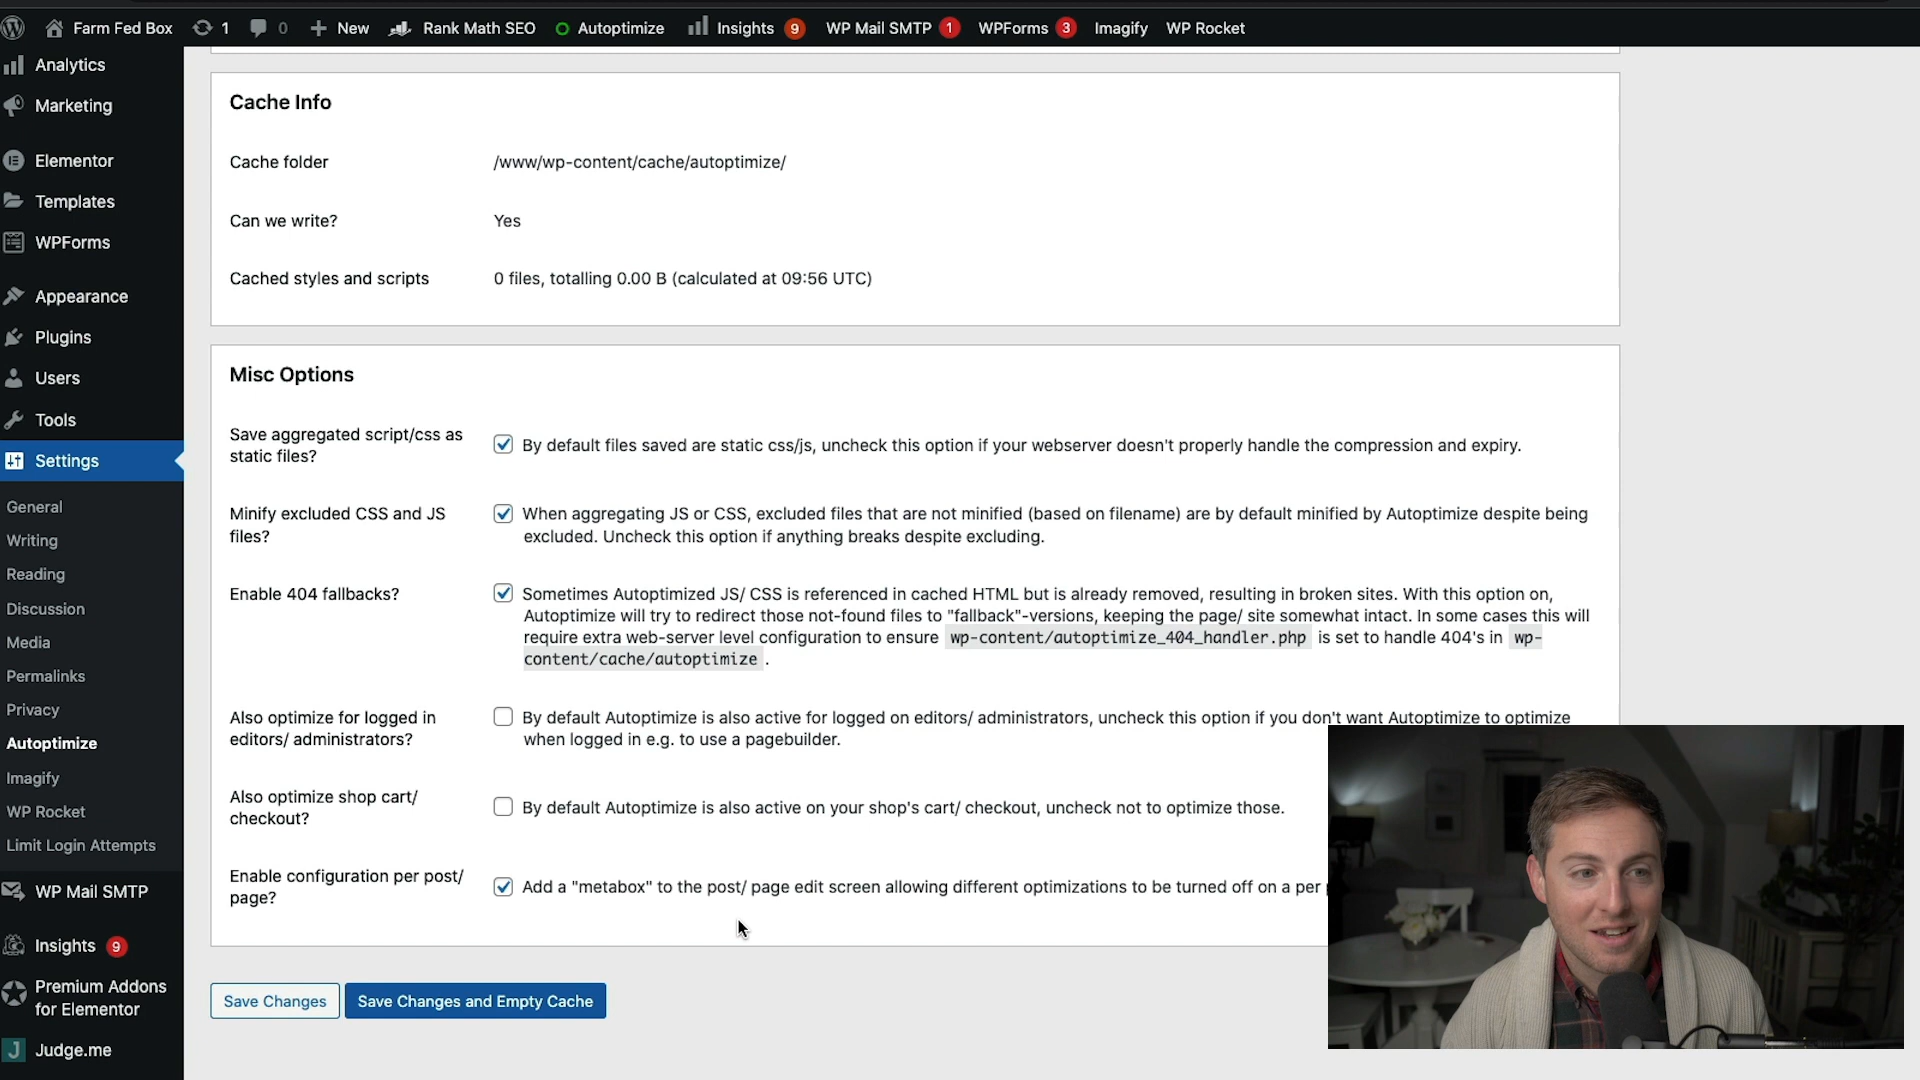 Farm Fed Box 1 0 New Rank Math SEO Autoptimize Insights 9 WP Mail SMTP 1 WPForms 3 Imagify WP Rocket
Analytics
Marketing
Elementor
Templates
WPForms
Appearance
Plugins
Users
Tools
Settings
General
Writing
Reading
Discussion
Media
Permalinks
Privacy
Autoptimize
Imagify
WP Rocket
Limit Login Attempts
WP Mail SMTP
Insights 9
Premium Addons
for Elementor
J Judge.me
Cache Info
Cache folder /www/wp-content/cache/autoptimize/
Can we write? Yes
Cached styles and scripts 0 files, totalling 0.00 B (calculated at 09:56 UTC)
Misc Options
Save aggregated script/css as
static files?
By default files saved are static css/js, uncheck this option if your webserver doesn't properly handle the compression and expiry.
Minify excluded CSS and JS
files?
When aggregating JS or CSS, excluded files that are not minified (based on filename) are by default minified by Autoptimize despite being
excluded. Uncheck this option if anything breaks despite excluding.
Enable 404 fallbacks?
Sometimes Autoptimized JS/ CSS is referenced in cached HTML but is already removed, resulting in broken sites. With this option on,
Autoptimize will try to redirect those not-found files to "fallback"-versions, keeping the page/ site somewhat intact. In some cases this will
require extra web-server level configuration to ensure wp-content/autoptimize_404_handler.php is set to handle 404's in wp-
content/cache/autoptimize .
Also optimize for logged in
editors/ administrators?
By default Autoptimize is also active for logged on editors/ administrators, uncheck this option if you don't want Autoptimize to optimize
when logged in e.g. to use a pagebuilder.
Also optimize shop cart/
checkout?
By default Autoptimize is also active on your shop's cart/ checkout, uncheck not to optimize those.
Enable configuration per post/
page?
Add a "metabox" to the post/ page edit screen allowing different optimizations to be turned off on a per
Save Changes Save Changes and Empty Cache